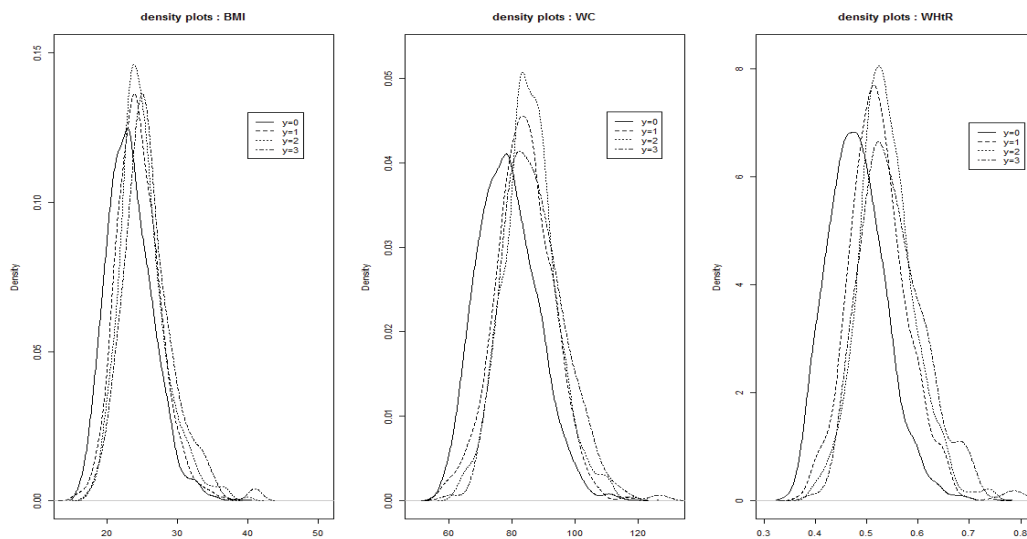 density plots : BMI
Density
0.00
0.05
0.10
0.15
20
30
40
50
y=0
y=1
y=2
y=3
density plots : WC
Density
0.00
0.01
0.02
0.03
0.04
0.05
60
80
100
120
y=0
y=1
y=2
y=3
density plots : WHtR
Density
0
2
4
6
8
0.3
0.4
0.5
0.6
0.7
0.8
y=0
y=1
y=2
y=3